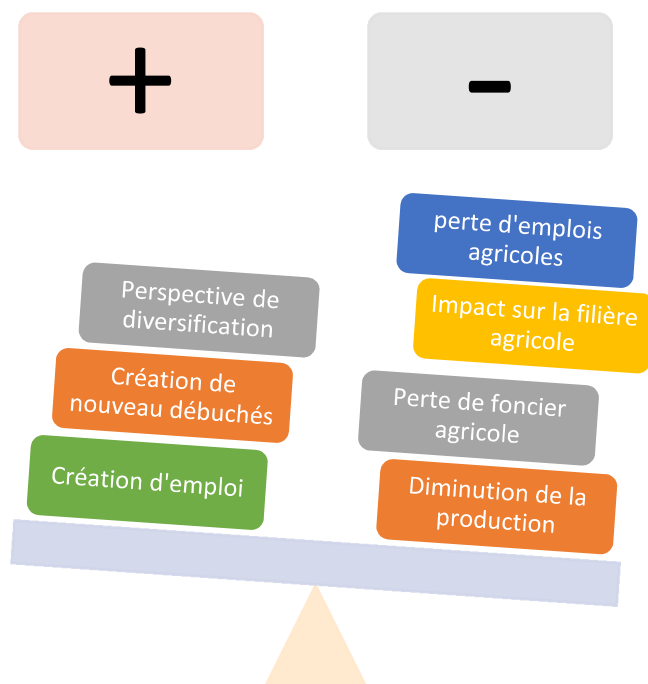 +
-
perte d'emplois
agricoles
Perspective de
diversification
Impact sur la filière
agricole
Création de
nouveau débuchés
Perte de foncier
agricole
Création d'emploi
Diminution de la
production